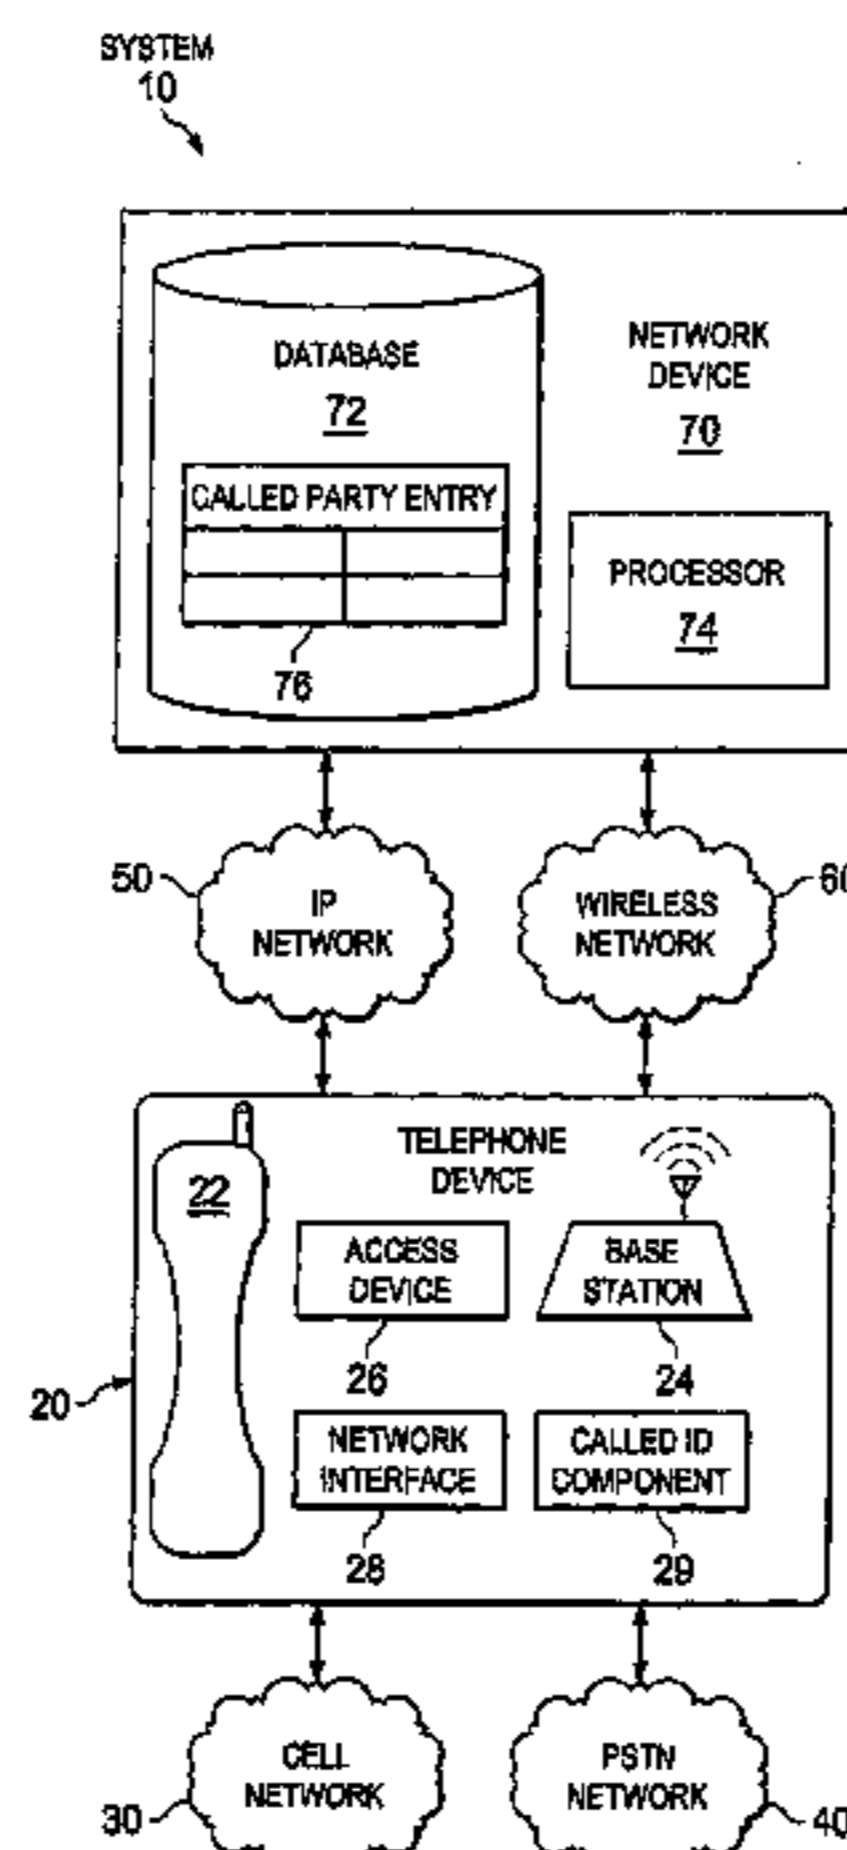 SYSTEM
10
DATABASE
72
CALLED PARTY ENTRY
76
NETWORK
DEVICE
70
PROCESSOR
74
50
IP
NETWORK
WIRELESS
NETWORK
60
TELEPHONE
DEVICE
22
ACCESS
DEVICE
26
BASE
STATION
24
20
NETWORK
INTERFACE
28
CALLED ID
COMPONENT
29
CELL
NETWORK
30
PSTN
NETWORK
40